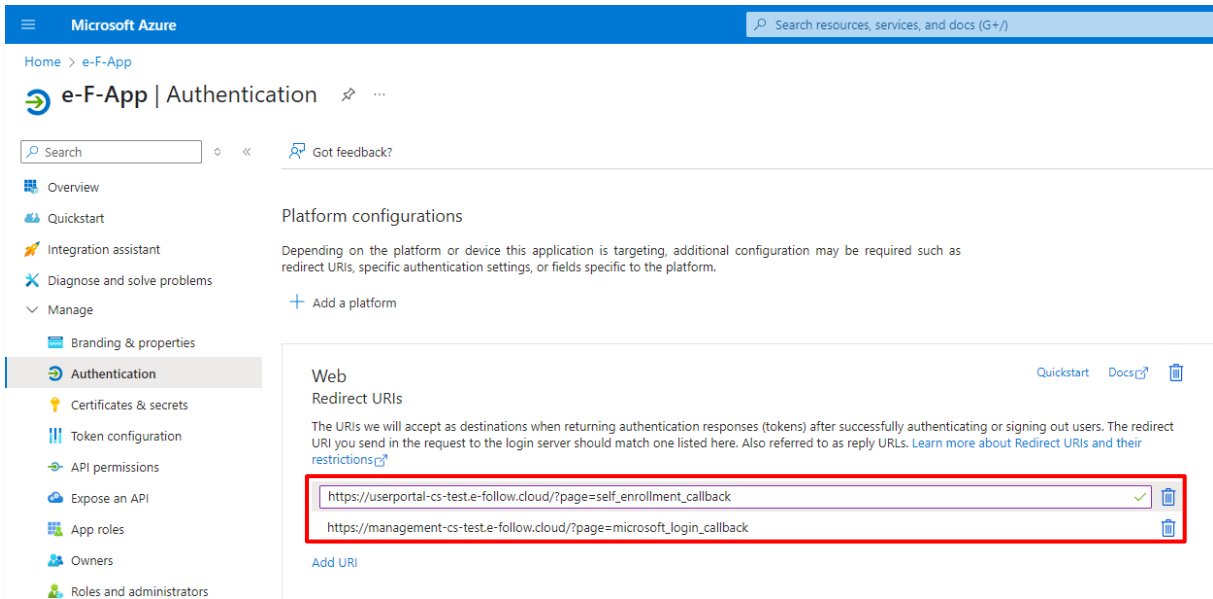 Microsoft Azure
Search resources, services, and docs (G+/)
Home > e-F-App
e-F-App | Authentication
Search
Got feedback?
Overview
Quickstart
Integration assistant
Diagnose and solve problems
Manage
Branding & properties
Authentication
Certificates & secrets
Token configuration
API permissions
Expose an API
App roles
Owners
Roles and administrators
Platform configurations
Depending on the platform or device this application is targeting, additional configuration may be required such as
redirect URIs, specific authentication settings, or fields specific to the platform.
Add a platform
Web
Quickstart
Docs
Redirect URIs
The URIs we will accept as destinations when returning authentication responses (tokens) after successfully authenticating or signing out users. The redirect
URI you send in the request to the login server should match one listed here. Also referred to as reply URLs. Learn more about Redirect URIs and their
restrictions
https://userportal-cs-test.e-follow.cloud/?page=self_enrollment_callback
https://management-cs-test.e-follow.cloud/?page=microsoft_login_callback
Add URI